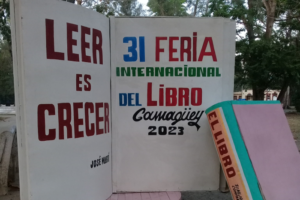 LEER
ES
CRECER
JOSÉ MARTÍ
31 FERIA
INTERNACIONAL
DEL LIBRO
Camagüey
2023
EL LIBRO